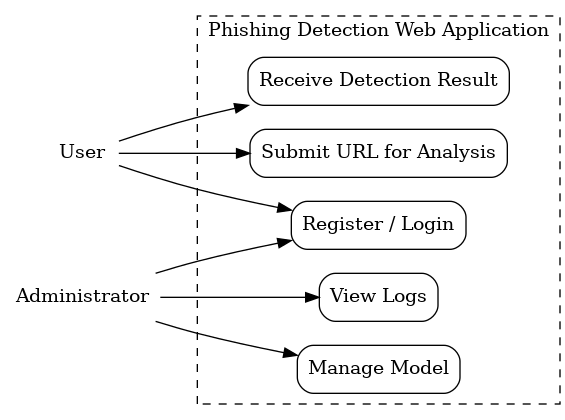 Phishing Detection Web Application
Receive Detection Result
User
Submit URL for Analysis
Register / Login
Administrator
View Logs
Manage Model